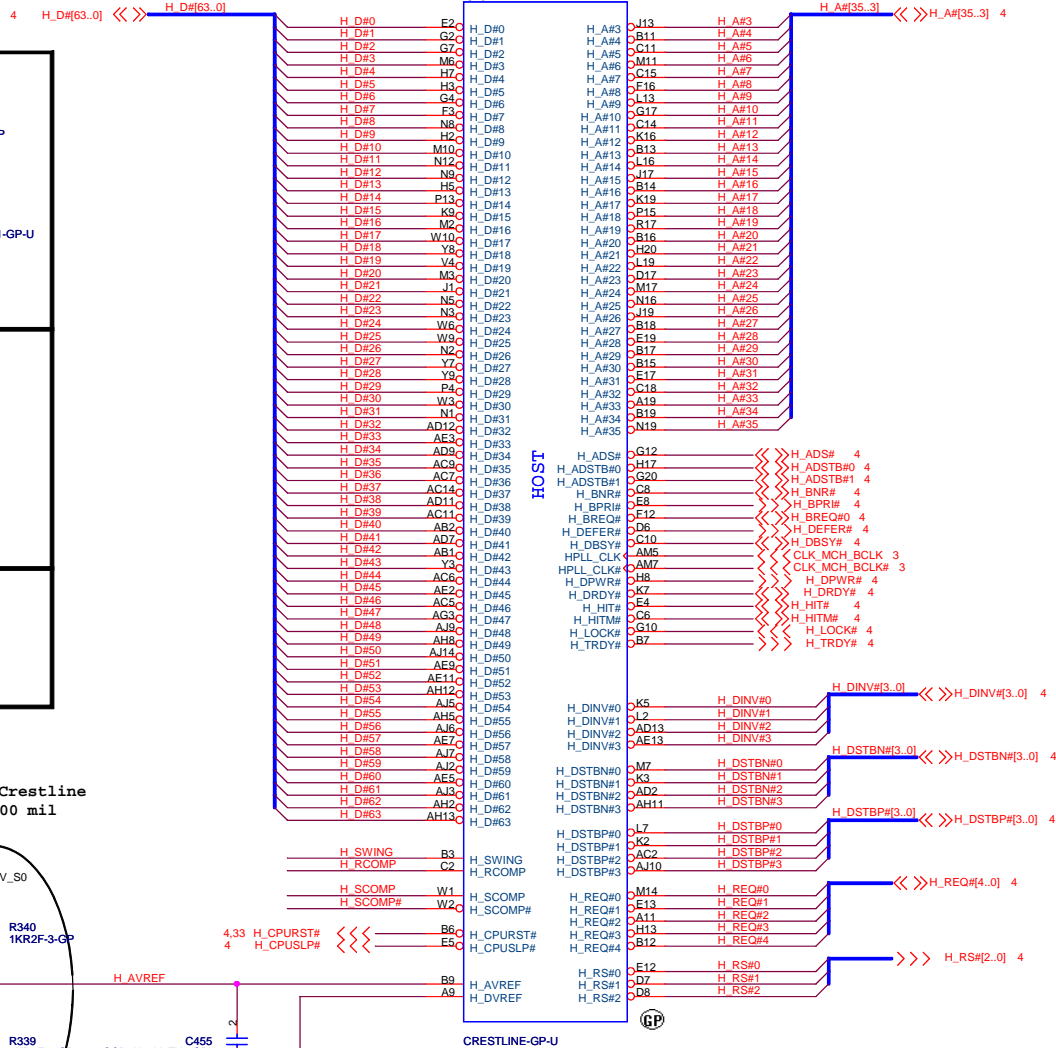 4 H_D#[63..0] H_D#[63..0] H_A#[35..3] H_A#[35..3] 4
H_D#0 E2 H_D#0 H_A#3 J13 H_A#3
H_D#1 G2 H_D#1 H_A#4 B11 H_A#4
H_D#2 G7 H_D#2 H_A#5 C11 H_A#5
H_D#3 M6 H_D#3 H_A#6 M11 H_A#6
H_D#4 H7 H_D#4 H_A#7 C15 H_A#7
H_D#5 H3 H_D#5 H_A#8 F16 H_A#8
H_D#6 G4 H_D#6 H_A#9 L13 H_A#9
H_D#7 F3 H_D#7 H_A#10 G17 H_A#10
H_D#8 N8 H_D#8 H_A#11 C14 H_A#11
H_D#9 H2 H_D#9 H_A#12 K16 H_A#12
H_D#10 M10 H_D#10 H_A#13 B13 H_A#13
H_D#11 N12 H_D#11 H_A#14 L16 H_A#14
H_D#12 N9 H_D#12 H_A#15 J17 H_A#15
H_D#13 H5 H_D#13 H_A#16 B14 H_A#16
H_D#14 P13 H_D#14 H_A#17 K19 H_A#17
H_D#15 K9 H_D#15 H_A#18 P15 H_A#18
H_D#16 M2 H_D#16 H_A#19 R17 H_A#19
H_D#17 W10 H_D#17 H_A#20 B16 H_A#20
-GP-U
H_D#18 Y8 H_D#18 H_A#21 H20 H_A#21
H_D#19 V4 H_D#19 H_A#22 L19 H_A#22
H_D#20 M3 H_D#20 H_A#23 D17 H_A#23
H_D#21 J1 H_D#21 H_A#24 M17 H_A#24
H_D#22 N5 H_D#22 H_A#25 N16 H_A#25
H_D#23 N3 H_D#23 H_A#26 J19 H_A#26
H_D#24 W6 H_D#24 H_A#27 B18 H_A#27
H_D#25 W9 H_D#25 H_A#28 E19 H_A#28
H_D#26 N2 H_D#26 H_A#29 B17 H_A#29
H_D#27 Y7 H_D#27 H_A#30 B15 H_A#30
H_D#28 Y9 H_D#28 H_A#31 E17 H_A#31
H_D#29 P4 H_D#29 H_A#32 C18 H_A#32
H_D#30 W3 H_D#30 H_A#33 A19 H_A#33
H_D#31 N1 H_D#31 H_A#34 B19 H_A#34
H_D#32 AD12 H_D#32 H_A#35 N19 H_A#35
H_D#33 AE3 H_D#33
H_D#34 AD9 H_D#34 H_ADS# G12 H_ADS# 4
H_D#35 AC9 H_D#35 H_ADSTB#0 H17 H_ADSTB#0 4
H_D#36 AC7 H_D#36 H_ADSTB#1 G20 H_ADSTB#1 4
HOST
H_D#37 AC14 H_D#37 H_BNR# C8 H_BNR# 4
H_D#38 AD11 H_D#38 H_BPRI# E8 H_BPRI# 4
H_D#39 AC11 H_D#39 H_BREQ# F12 H_BREQ#0 4
H_D#40 AB2 H_D#40 H_DEFER# D6 H_DEFER# 4
H_D#41 AD7 H_D#41 H_DBSY# C10 H_DBSY# 4
H_D#42 AB1 H_D#42 HPLL_CLK AM5 CLK_MCH_BCLK 3
H_D#43 Y3 H_D#43 HPLL_CLK# AM7 CLK_MCH_BCLK# 3
H_D#44 AC6 H_D#44 H_DPWR# H8 H_DPWR# 4
H_D#45 AE2 H_D#45 H_DRDY# K7 H_DRDY# 4
H_D#46 AC5 H_D#46 H_HIT# E4 H_HIT# 4
H_D#47 AG3 H_D#47 H_HITM# C6 H_HITM# 4
H_D#48 AJ9 H_D#48 H_LOCK# G10 H_LOCK# 4
H_D#49 AH8 H_D#49 H_TRDY# B7 H_TRDY# 4
H_D#50 AJ14 H_D#50
H_D#51 AE9 H_D#51
H_D#52 AE11 H_D#52
H_D#53 AH12 H_D#53 H_DINV#[3..0] H_DINV#[3..0] 4
H_D#54 AJ5 H_D#54 H_DINV#0 K5 H_DINV#0
H_D#55 AH5 H_D#55 H_DINV#1 L2 H_DINV#1
H_D#56 AJ6 H_D#56 H_DINV#2 AD13 H_DINV#2
H_D#57 AE7 H_D#57 H_DINV#3 AE13 H_DINV#3
H_D#58 AJ7 H_D#58 H_DSTBN#[3..0] H_DSTBN#[3..0] 4
H_D#59 AJ2 H_D#59 H_DSTBN#0 M7 H_DSTBN#0
H_D#60 AE5 H_D#60 H_DSTBN#1 K3 H_DSTBN#1
H_D#61 AJ3 H_D#61 H_DSTBN#2 AD2 H_DSTBN#2
Crestline
H_D#62 AH2 H_D#62 H_DSTBN#3 AH11 H_DSTBN#3
00 mil
H_D#63 AH13 H_D#63 H_DSTBP#[3..0] H_DSTBP#[3..0] 4
H_DSTBP#0 L7 H_DSTBP#0
H_DSTBP#1 K2 H_DSTBP#1
H_SWING B3 H_SWING H_DSTBP#2 AC2 H_DSTBP#2
H_RCOMP C2 H_RCOMP H_DSTBP#3 AJ10 H_DSTBP#3
V_S0
H_REQ#[4..0] H_REQ#[4..0] 4
H_SCOMP W1 H_SCOMP H_REQ#0 M14 H_REQ#0
H_SCOMP# W2 H_SCOMP# H_REQ#1 E13 H_REQ#1
H_REQ#2 A11 H_REQ#2
R340
4,33 H_CPURST# B6 H_CPURST# H_REQ#3 H13 H_REQ#3
1KR2F-3-GP
4 H_CPUSLP# E5 H_CPUSLP# H_REQ#4 B12 H_REQ#4
H_RS#[2..0] 4
H_RS#0 E12 H_RS#0
H_AVREF B9 H_AVREF H_RS#1 D7 H_RS#1
A9 H_DVREF H_RS#2 D8 H_RS#2
GP
2
R339 C455 CRESTLINE-GP-U